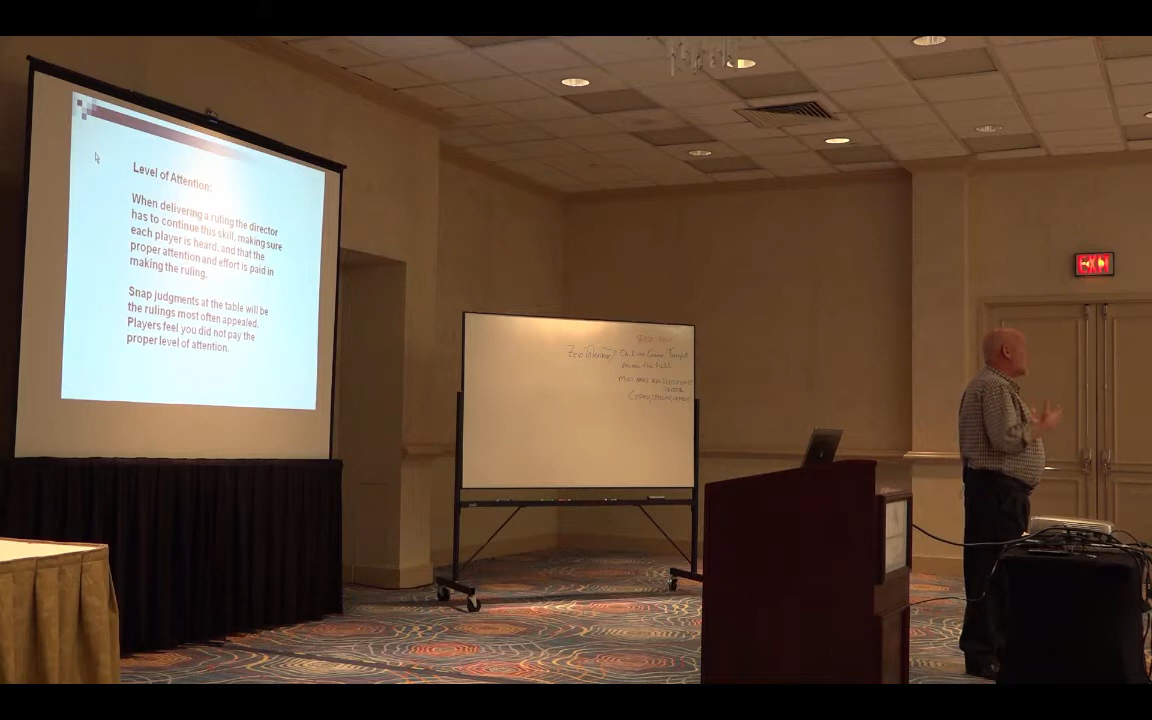 Level of Attention:
When delivering a ruling the director
has to continue this skill, making sure
each player is heard, and that the
proper attention and effort is paid in
making the ruling.
Snap judgments at the table will be
the rulings most often appealed.
Players feel you did not pay the
proper level of attention.
Zero Tolerance
EXIT